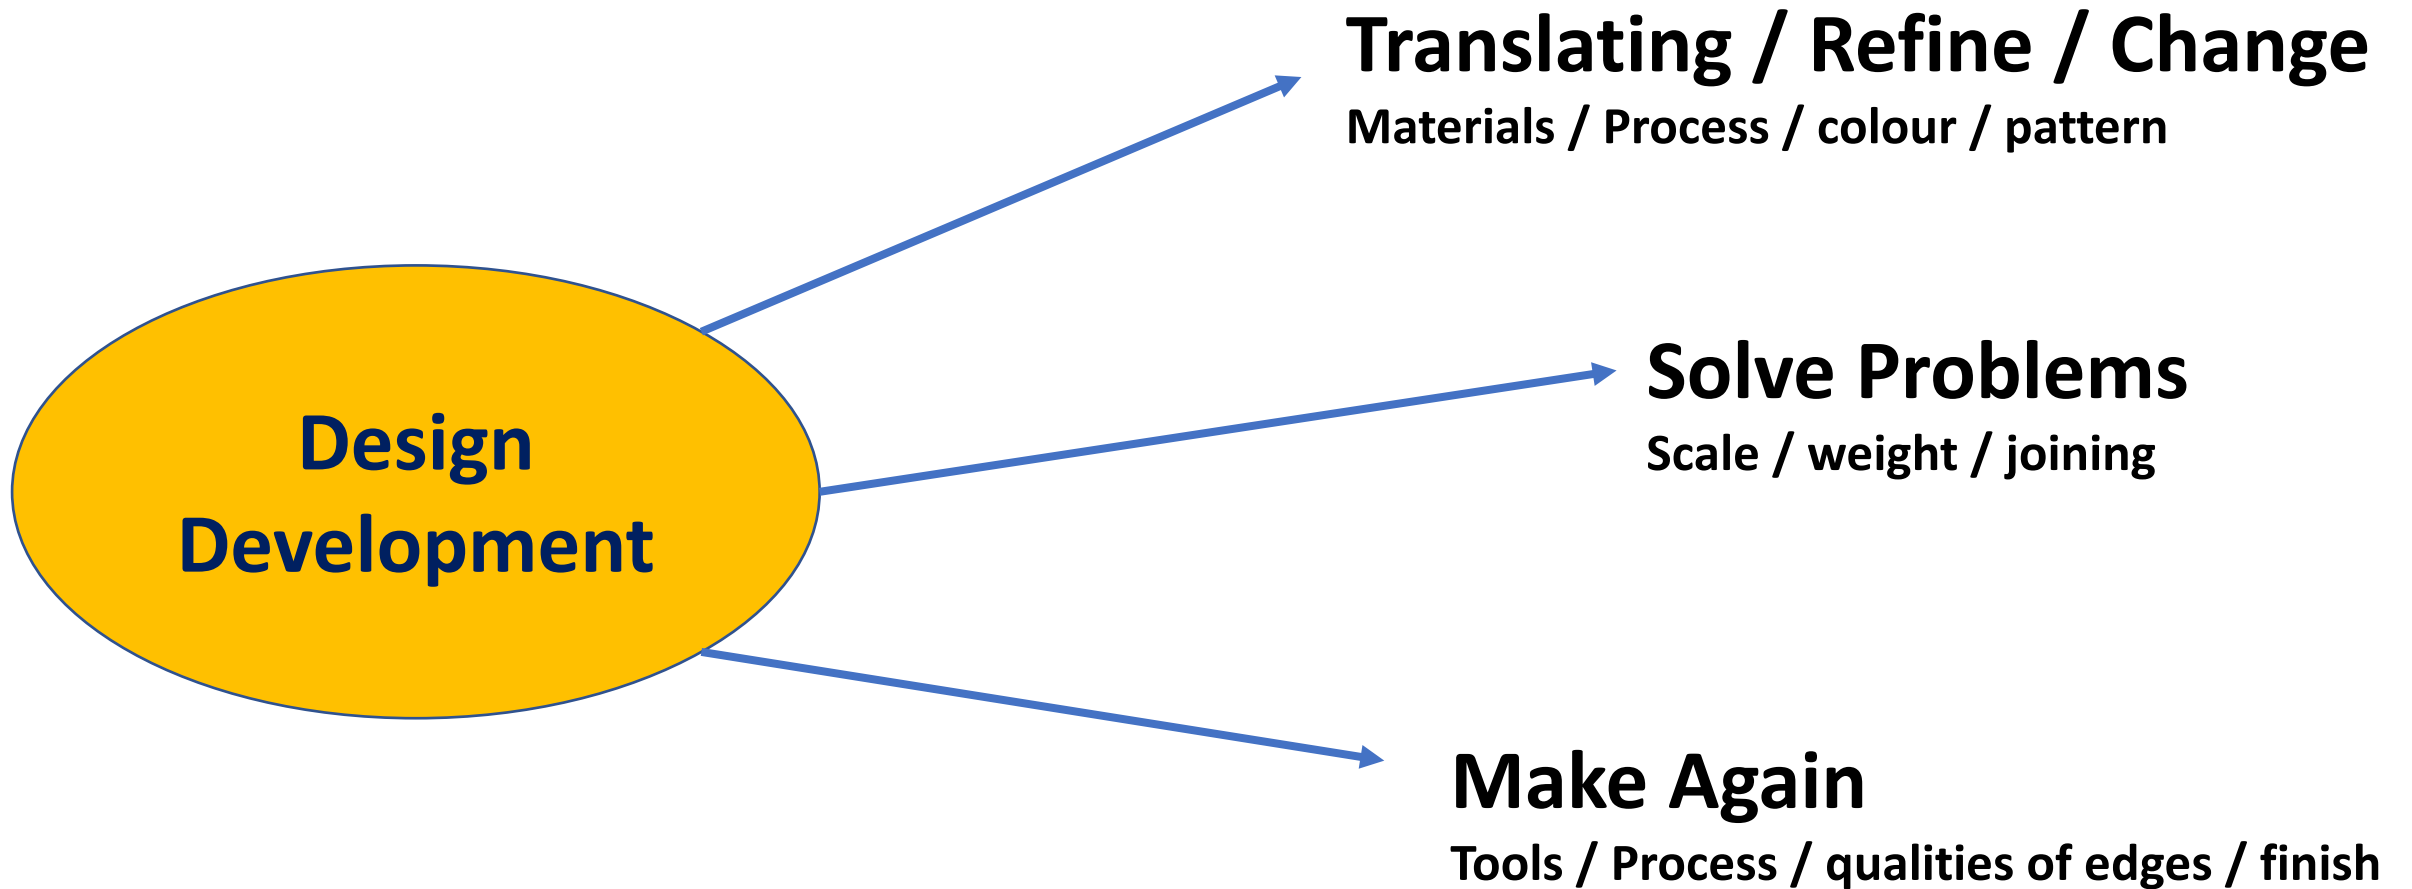 Translating / Refine / Change
Materials / Process / colour / pattern
Design
Development
Solve Problems
Scale / weight / joining
Make Again
Tools / Process / qualities of edges / finish